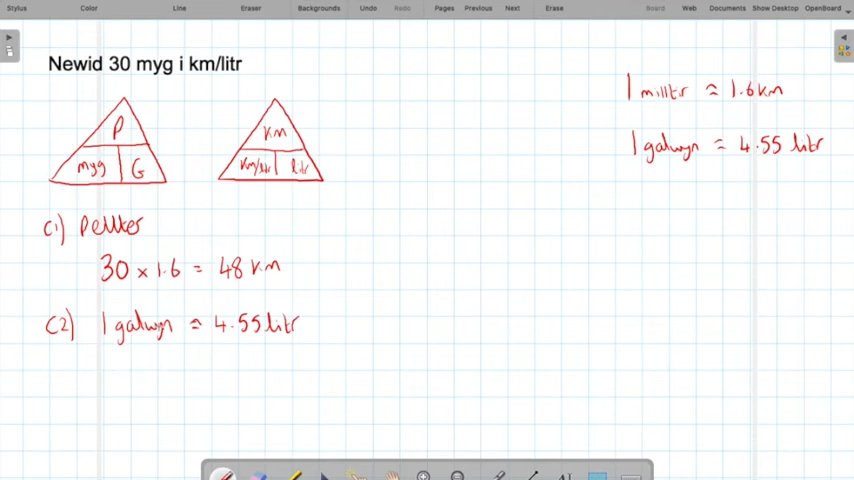 Stylus Color Line Eraser Backgrounds Undo Redo Pages Previous Next Erase Board Web Documents Show Desktop OpenBoard
Newid 30 myg i km/litr
1 milltir ≈ 1.6km
1 galwyn ≈ 4.55 litr
P
myg G
km
km/litr litr
C1) Pellter
30 × 1.6 = 48 km
C2) 1 galwyn ≈ 4.55 litr